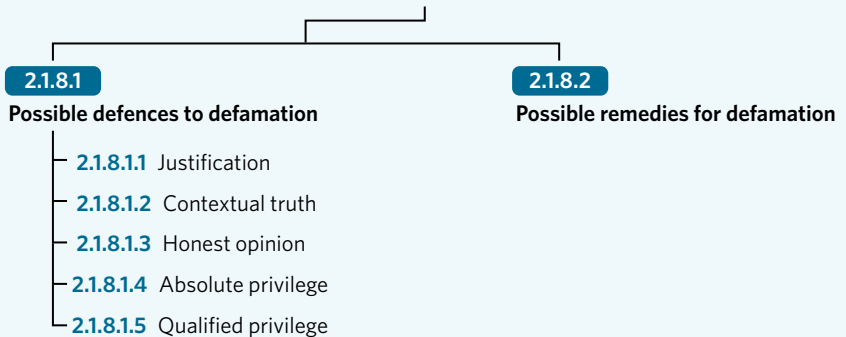 2.1.8.1
Possible defences to defamation
2.1.8.1.1 Justification
2.1.8.1.2 Contextual truth
2.1.8.1.3 Honest opinion
2.1.8.1.4 Absolute privilege
2.1.8.1.5 Qualified privilege
2.1.8.2
Possible remedies for defamation